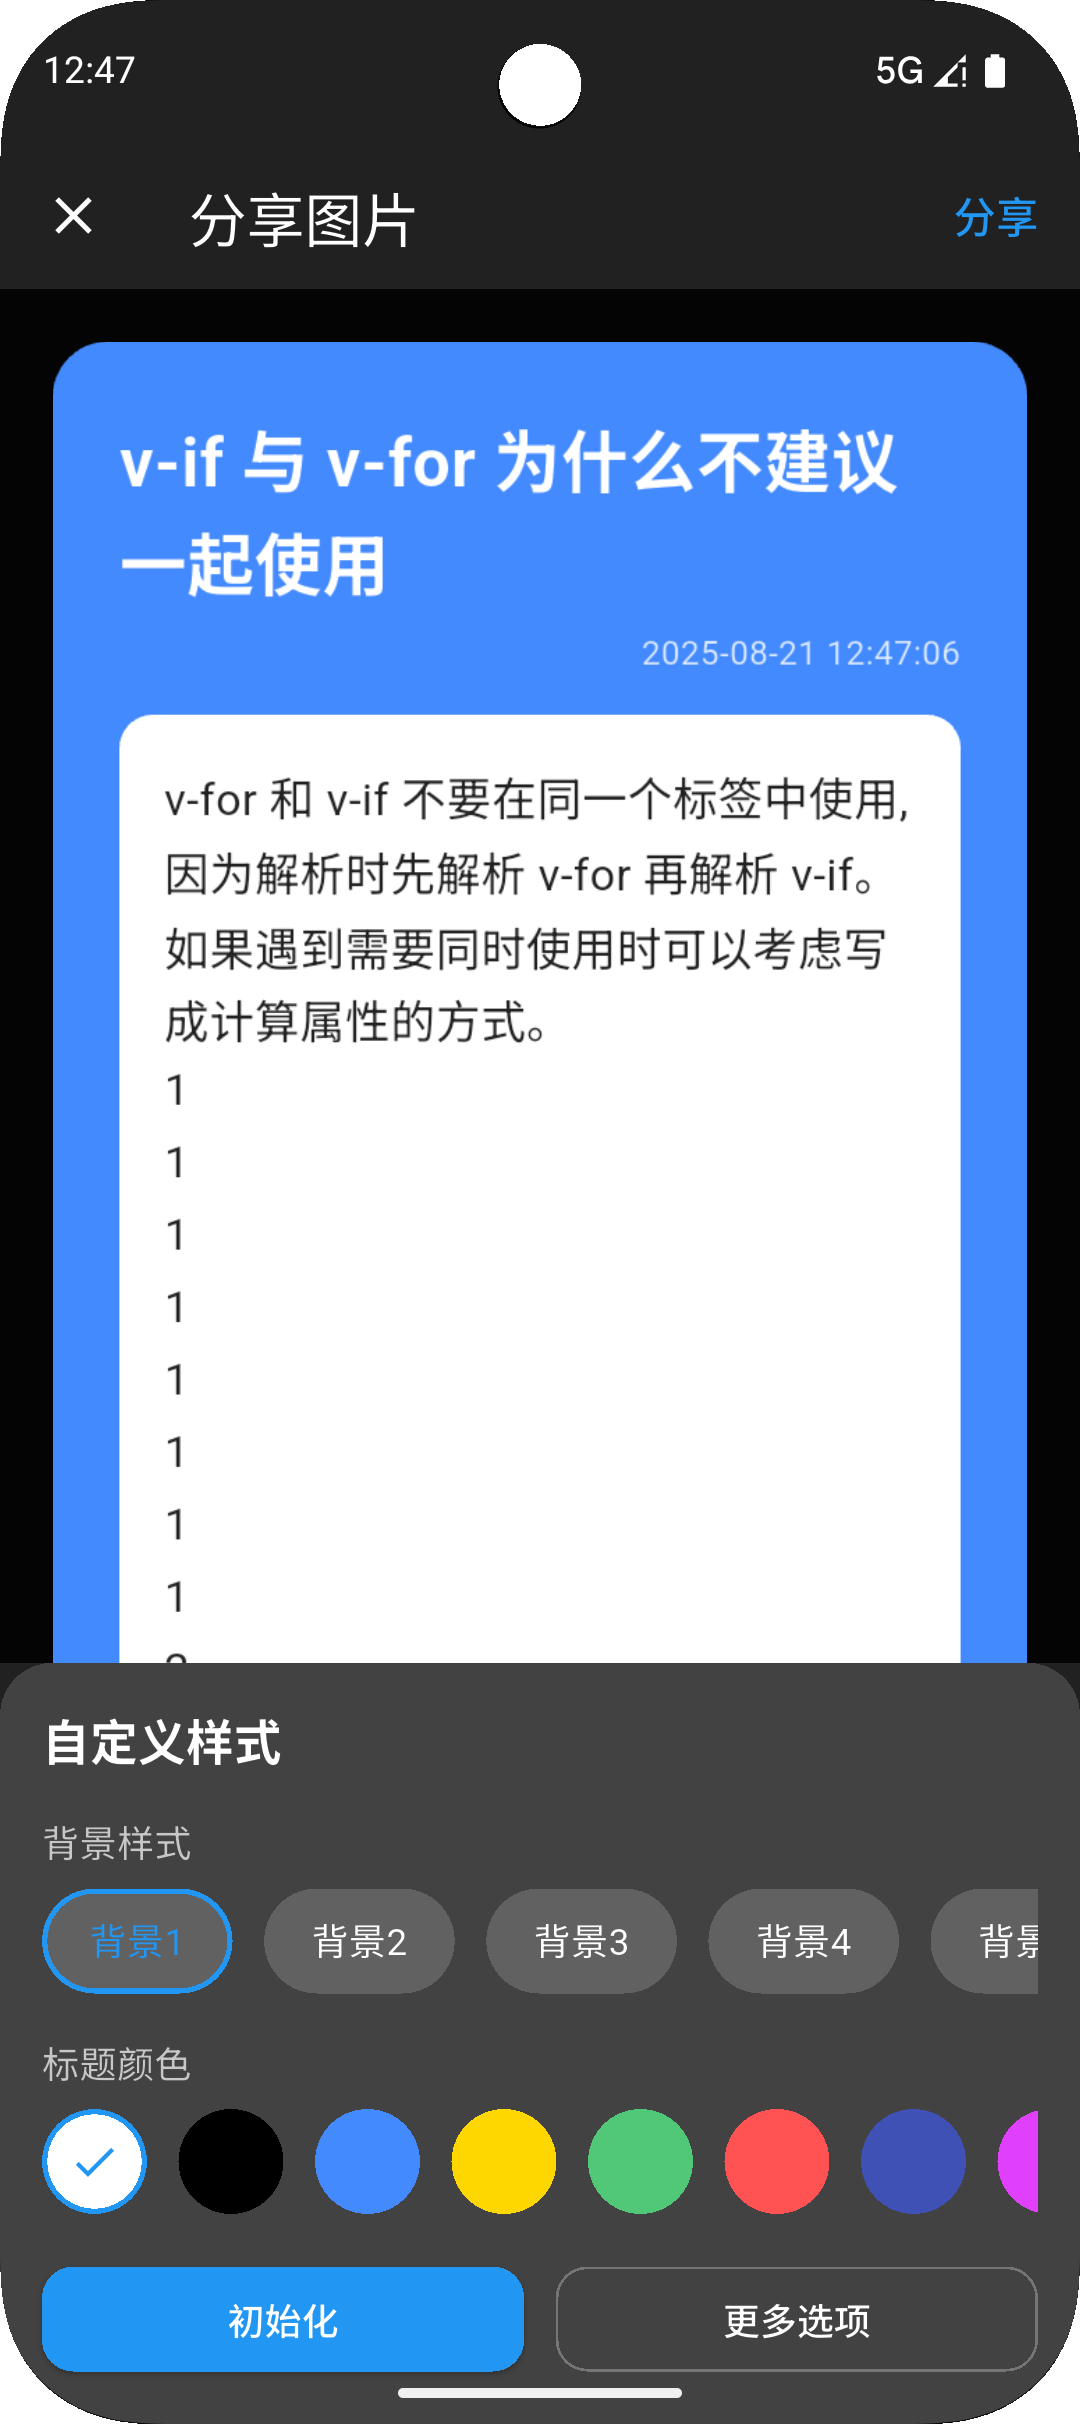 12:47
5G
分享图片
分享
v-if 与 v-for 为什么不建议
一起使用
2025-08-21 12:47:06
v-for 和 v-if 不要在同一个标签中使用,
因为解析时先解析 v-for 再解析 v-if。
如果遇到需要同时使用时可以考虑写
成计算属性的方式。
1
1
1
1
1
1
1
1
自定义样式
背景样式
背景1
背景2
背景3
背景4
背景
标题颜色
初始化
更多选项